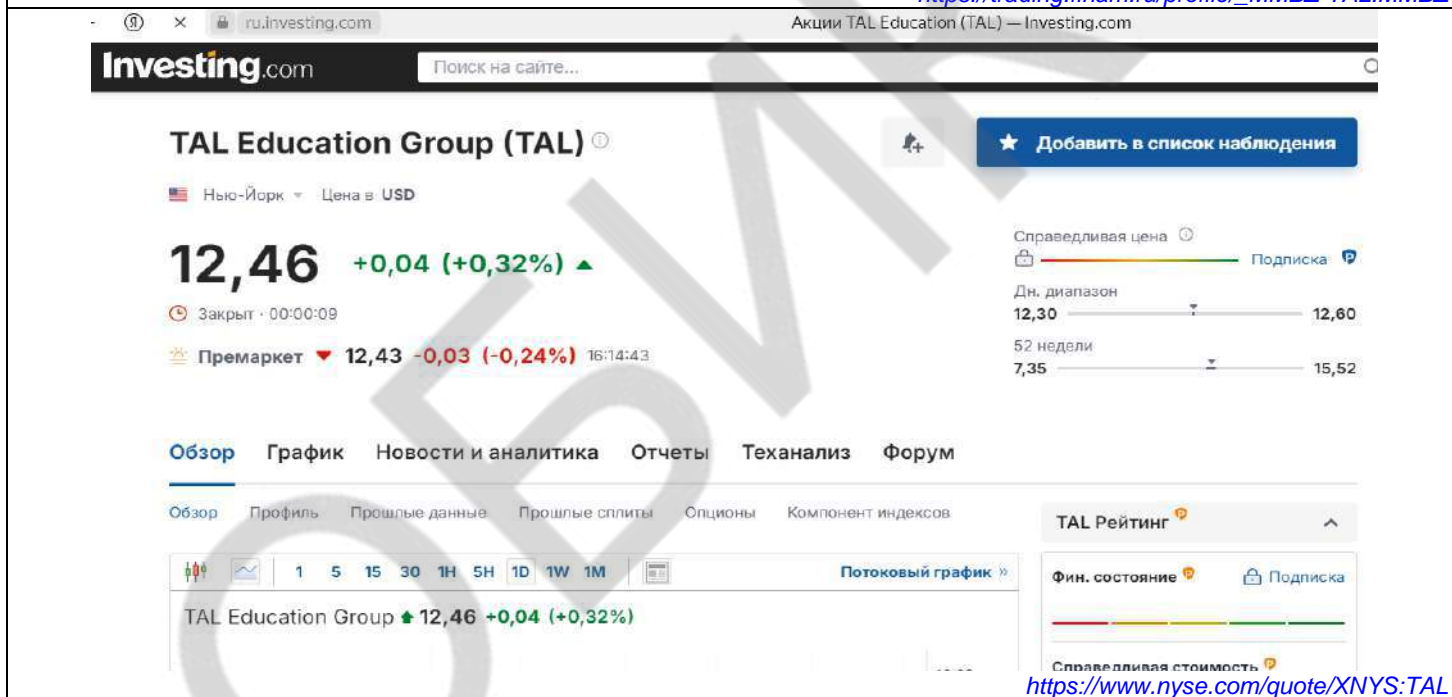 ru.investing.com Акции TAL Education (TAL) — Investing.com
Investing.com Поиск на сайте...
TAL Education Group (TAL)
Добавить в список наблюдения
Нью-Йорк Цена в USD
12,46 +0,04 (+0,32%)
Справедливая цена
Подписка
Закрыт · 00:00:09
Дн. диапазон
12,30 12,60
Премаркет 12,43 -0,03 (-0,24%) 16:14:43
52 недели
7,35 15,52
Обзор График Новости и аналитика Отчеты Теханализ Форум
Обзор Профиль Прошлые данные Прошлые сплиты Опционы Компонент индексов
TAL Рейтинг
1 5 15 30 1H 5H 1D 1W 1M Потоковый график »
Фин. состояние Подписка
TAL Education Group 12,46 +0,04 (+0,32%)
Справедливая стоимость
https://www.nyse.com/quote/XNYS:TAL
ОБИ